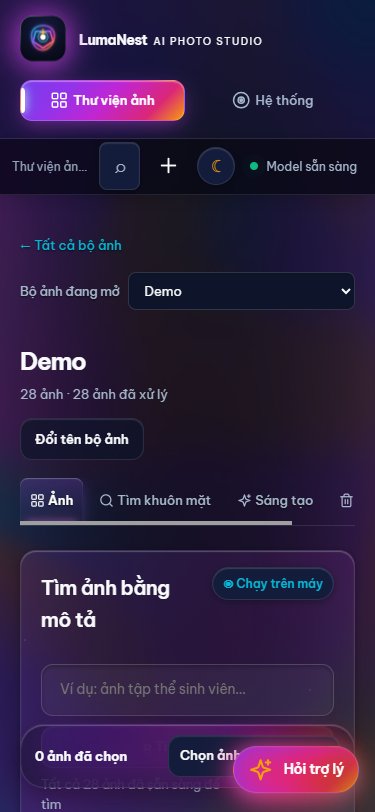 LumaNest AI PHOTO STUDIO
Thư viện ảnh
Hệ thống
Thư viện ản...
Model sẵn sàng
← Tất cả bộ ảnh
Bộ ảnh đang mở
Demo
Demo
28 ảnh · 28 ảnh đã xử lý
Đổi tên bộ ảnh
Ảnh
Tìm khuôn mặt
Sáng tạo
Tìm ảnh bằng
mô tả
Chạy trên máy
Ví dụ: ảnh tập thể sinh viên...
0 ảnh đã chọn
Chọn ảnh
Hỏi trợ lý
Tất cả 28 ảnh đã sẵn sàng để
tìm